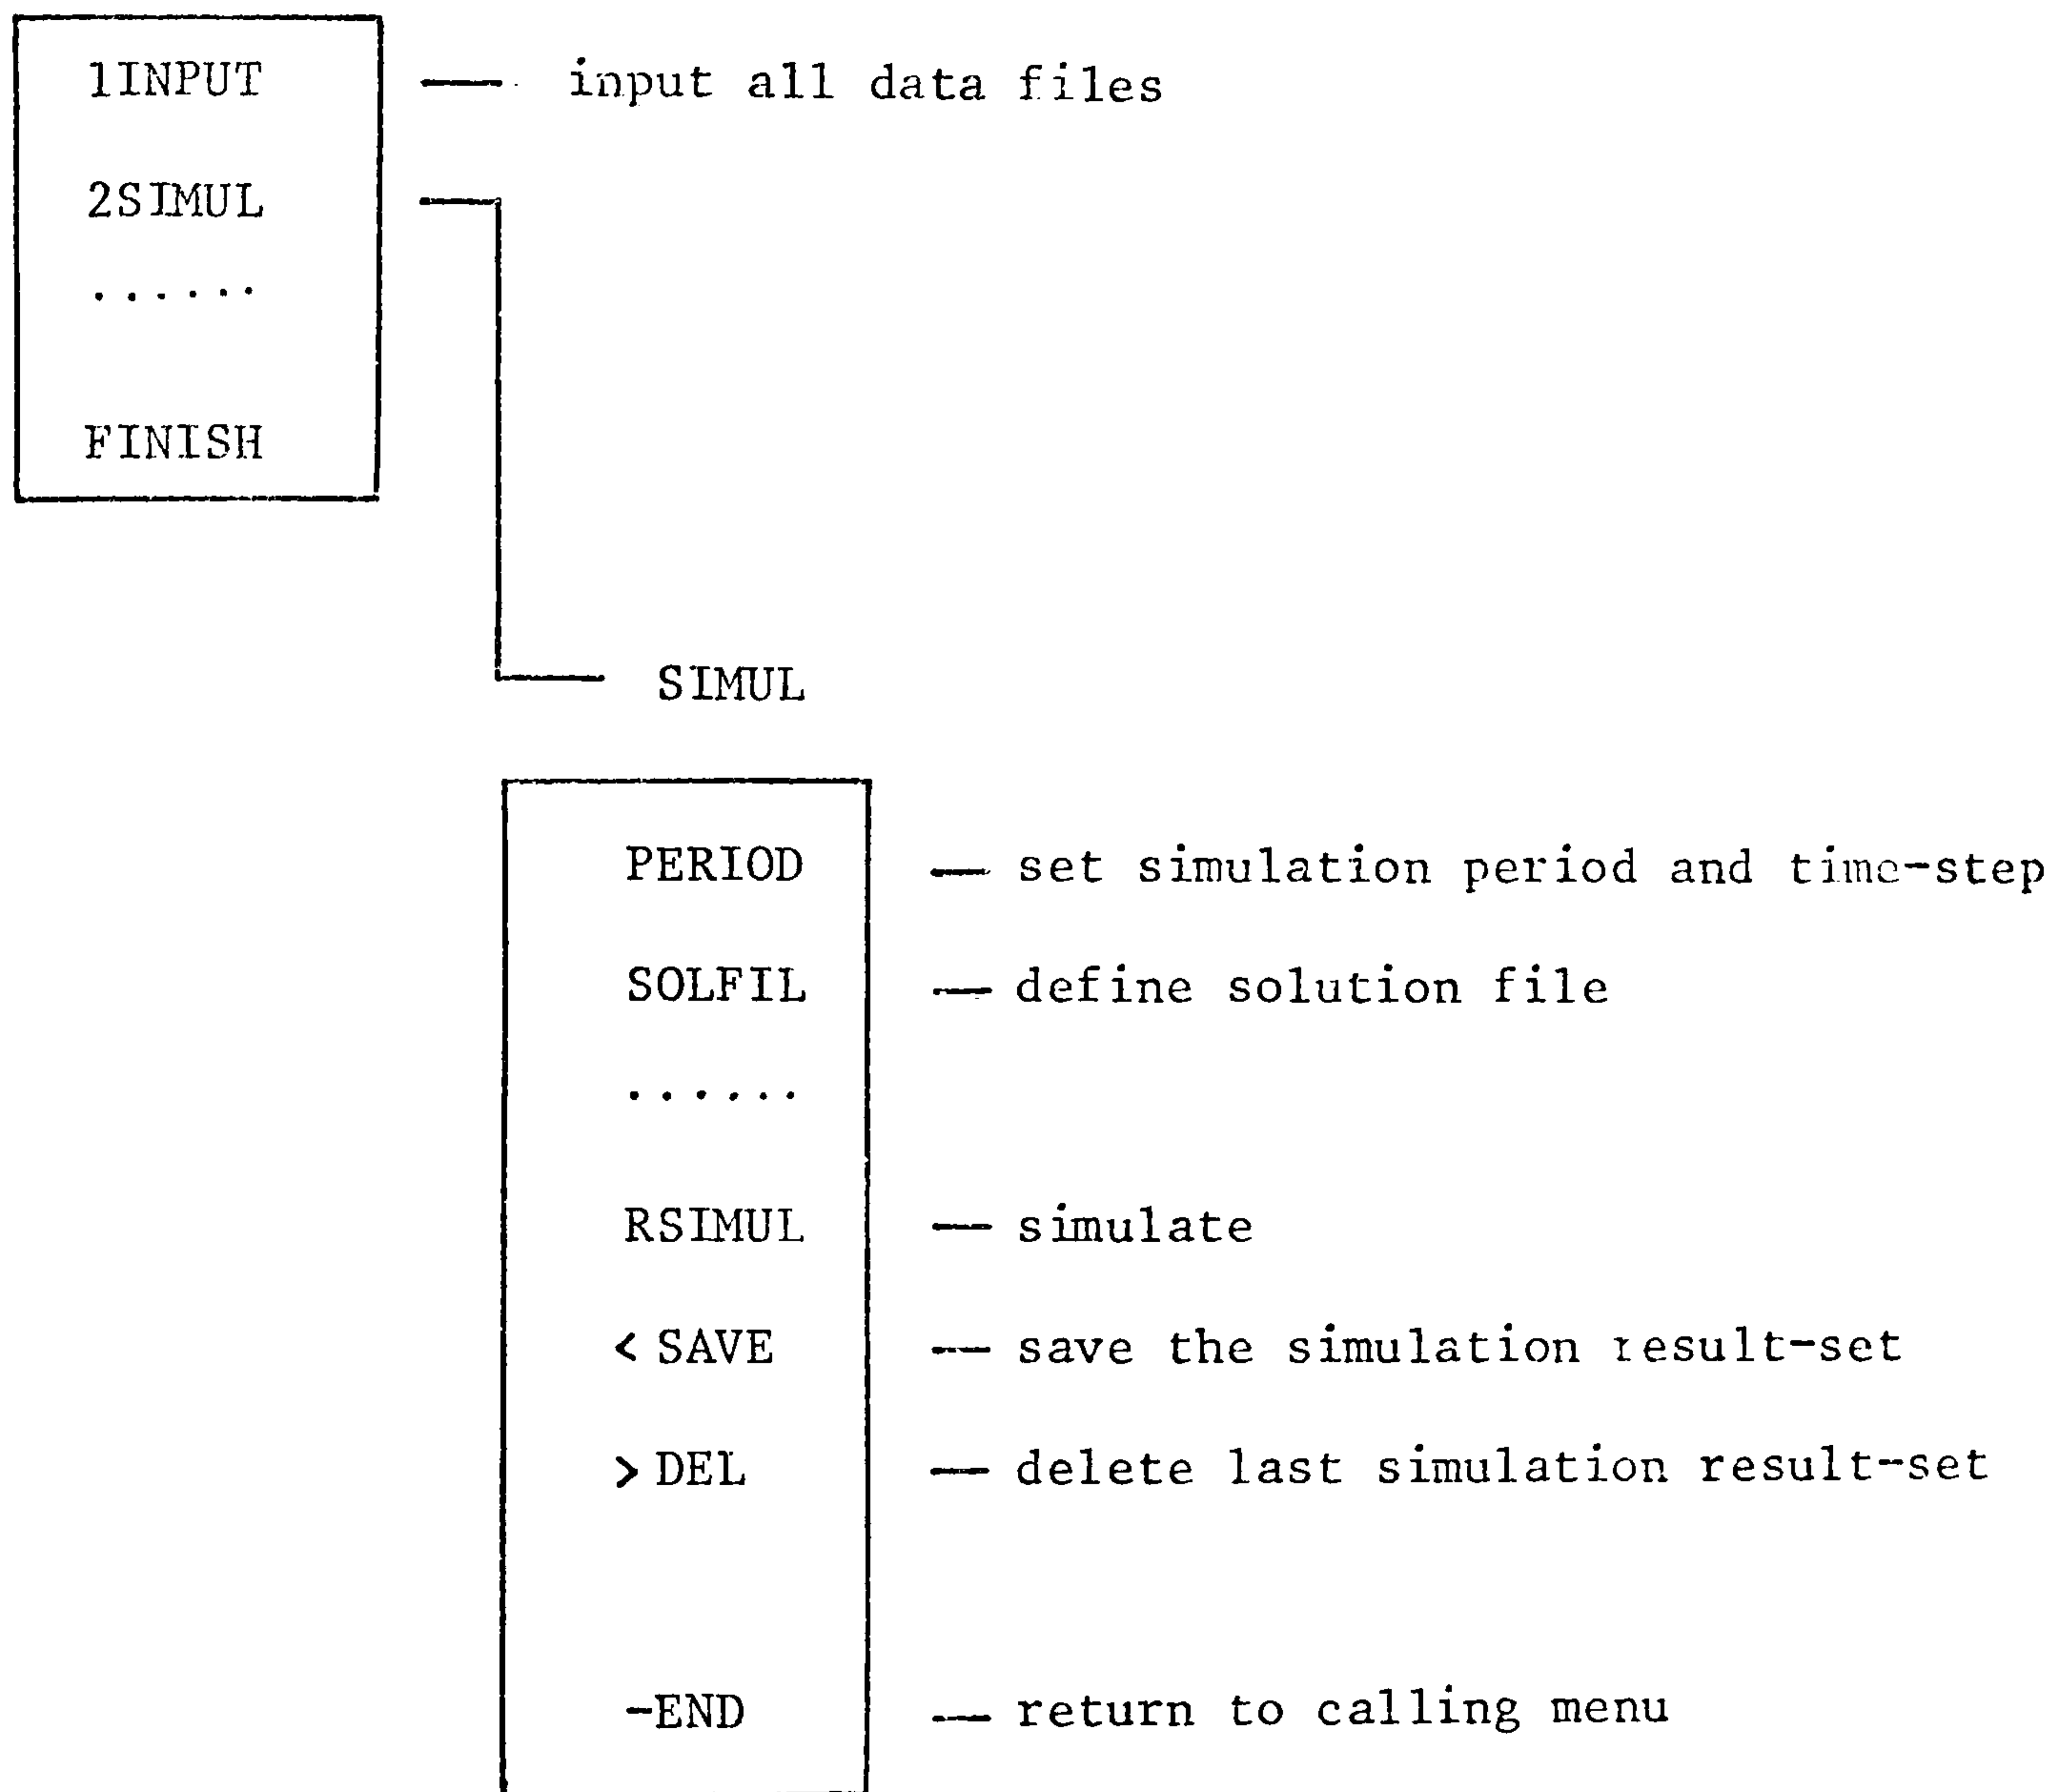 1INPUT — input all data files
2SIMUL
......
FINISH
SIMUL
PERIOD — set simulation period and time-step
SOLFIL — define solution file
......
RSIMUL — simulate
< SAVE — save the simulation result-set
> DEL — delete last simulation result-set
-END — return to calling menu